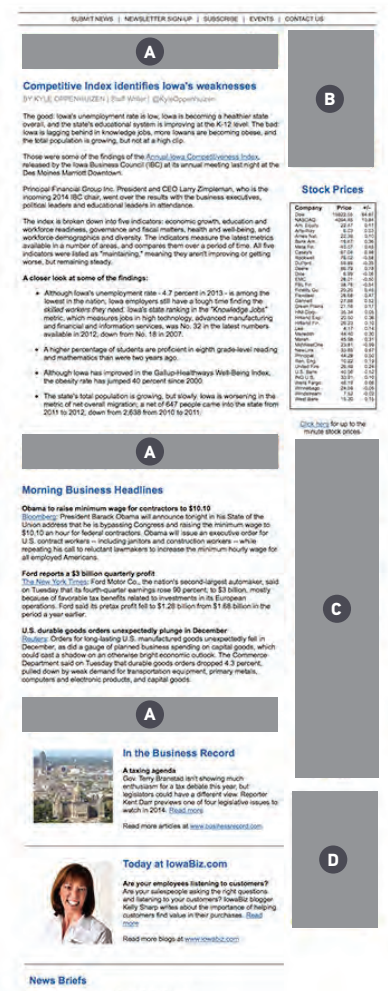 SUBMIT NEWS | NEWSLETTER SIGN-UP | SUBSCRIBE | EVENTS | CONTACT US
A
B
Competitive Index identifies Iowa's weaknesses
BY KYLE OPPENHUIZEN | Staff Writer | @KyleOppenhuizen
The good: Iowa's unemployment rate is low, Iowa is becoming a healthier state
overall, and the state's educational system is improving at the K-12 level. The bad:
Iowa is lagging behind in knowledge jobs, more Iowans are becoming obese, and
the total population is growing, but not at a high clip.
Those were some of the findings of the Annual Iowa Competitiveness Index,
released by the Iowa Business Council (IBC) at its annual meeting last night at the
Des Moines Marriott Downtown.
Principal Financial Group Inc. President and CEO Larry Zimpleman, who is the
incoming 2014 IBC chair, went over the results with the business executives,
political leaders and educational leaders in attendance.
The index is broken down into five indicators: economic growth, education and
workforce readiness, governance and fiscal matters, health and well-being, and
workforce demographics and diversity. The indicators measure the latest metrics
available in a number of areas, and compares them over a period of time. All five
indicators were listed as "maintaining," meaning they aren't improving or getting
worse, but remaining steady.
A closer look at some of the findings:
• Although Iowa's unemployment rate - 4.7 percent in 2013 - is among the
lowest in the nation, Iowa employers still have a tough time finding the
skilled workers they need. Iowa's state ranking in the "Knowledge Jobs"
metric, which measures jobs in high technology, advanced manufacturing
and financial and information services, was No. 32 in the latest numbers
available in 2012, down from No. 18 in 2007.
• A higher percentage of students are proficient in eighth grade-level reading
and mathematics than were two years ago.
• Although Iowa has improved in the Gallup-Healthways Well-Being Index,
the obesity rate has jumped 40 percent since 2000.
• The state's total population is growing, but slowly. Iowa is worsening in the
metric of net overall migration; a net of 647 people came into the state from
2011 to 2012, down from 2,638 from 2010 to 2011.
Stock Prices
Company Price +/-
Dow
NASDAQ
Deere
Meredith
Principal
Wells Fargo
Winnebago
Windstream
West Banc
Click here for up to the
minute stock prices.
A
C
Morning Business Headlines
Obama to raise minimum wage for contractors to $10.10
Bloomberg: President Barack Obama will announce tonight in his State of the
Union address that he is bypassing Congress and raising the minimum wage to
$10.10 an hour for federal contractors. Obama will issue an executive order for
U.S. contract workers -- including janitors and construction workers -- while
repeating his call to reluctant lawmakers to increase the minimum hourly wage for
all employed Americans.
Ford reports a $3 billion quarterly profit
The New York Times: Ford Motor Co., the nation's second-largest automaker, said
on Tuesday that its fourth-quarter earnings rose 90 percent, to $3 billion, mostly
because of favorable tax benefits related to investments in its European
operations. Ford said its pretax profit fell to $1.28 billion from $1.68 billion in the
period a year earlier.
U.S. durable goods orders unexpectedly plunge in December
Reuters: Orders for long-lasting U.S. manufactured goods unexpectedly fell in
December, as did a gauge of planned business spending on capital goods, which
could cast a shadow on an otherwise bright economic outlook. The Commerce
Department said on Tuesday that durable goods orders dropped 4.3 percent,
pulled down by weak demand for transportation equipment, primary metals,
computers and electronic products, and capital goods.
A
In the Business Record
A taxing agenda
Gov. Terry Branstad isn't showing much
enthusiasm for a tax debate this year, but
legislators could have a different view. Reporter
Kent Darr previews one of four legislative issues to
watch in 2014. Read more.
Read more articles at www.businessrecord.com
D
Today at IowaBiz.com
Are your employees listening to customers?
Are your salespeople asking the right questions
and listening to your customers? IowaBiz blogger
Kelly Sharp writes about the importance of helping
customers find value in their purchases. Read
more
Read more blogs at www.iowabiz.com
News Briefs